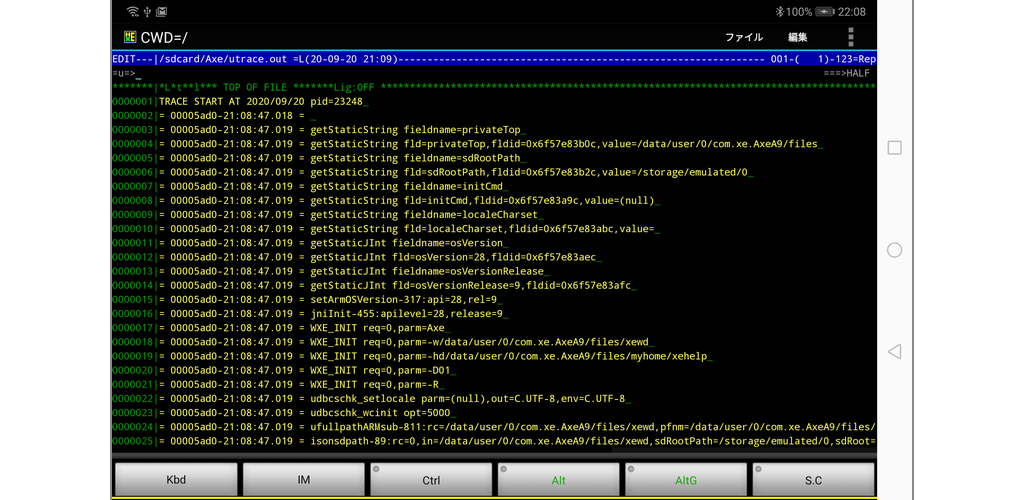 100% 22:08
CWD=/ ファイル 編集
EDIT---|/sdcard/Axe/utrace.out =L(20-09-20 21:09)-------------------------------------------------------------- 001-( 1)-123=Rep
=u=>_ ===>HALF
*******|*L*t**l*** TOP OF FILE *******Lig:OFF *************************************************************************************
0000001|TRACE START AT 2020/09/20 pid=23248_
0000002|= 00005ad0-21:08:47.018 = _
0000003|= 00005ad0-21:08:47.019 = getStaticString fieldname=privateTop_
0000004|= 00005ad0-21:08:47.019 = getStaticString fld=privateTop,fldid=0x6f57e83b0c,value=/data/user/0/com.xe.AxeA9/files_
0000005|= 00005ad0-21:08:47.019 = getStaticString fieldname=sdRootPath_
0000006|= 00005ad0-21:08:47.019 = getStaticString fld=sdRootPath,fldid=0x6f57e83b2c,value=/storage/emulated/0_
0000007|= 00005ad0-21:08:47.019 = getStaticString fieldname=initCmd_
0000008|= 00005ad0-21:08:47.019 = getStaticString fld=initCmd,fldid=0x6f57e83a9c,value=(null)_
0000009|= 00005ad0-21:08:47.019 = getStaticString fieldname=localeCharset_
0000010|= 00005ad0-21:08:47.019 = getStaticString fld=localeCharset,fldid=0x6f57e83abc,value=_
0000011|= 00005ad0-21:08:47.019 = getStaticJInt fieldname=osVersion_
0000012|= 00005ad0-21:08:47.019 = getStaticJInt fld=osVersion=28,fldid=0x6f57e83aec_
0000013|= 00005ad0-21:08:47.019 = getStaticJInt fieldname=osVersionRelease_
0000014|= 00005ad0-21:08:47.019 = getStaticJInt fld=osVersionRelease=9,fldid=0x6f57e83afc_
0000015|= 00005ad0-21:08:47.019 = setArmOSVersion-317:api=28,rel=9_
0000016|= 00005ad0-21:08:47.019 = jniInit-455:apilevel=28,release=9_
0000017|= 00005ad0-21:08:47.019 = WXE_INIT req=0,parm=Axe_
0000018|= 00005ad0-21:08:47.019 = WXE_INIT req=0,parm=-w/data/user/0/com.xe.AxeA9/files/xewd_
0000019|= 00005ad0-21:08:47.019 = WXE_INIT req=0,parm=-hd/data/user/0/com.xe.AxeA9/files/myhome/xehelp_
0000020|= 00005ad0-21:08:47.019 = WXE_INIT req=0,parm=-D01_
0000021|= 00005ad0-21:08:47.019 = WXE_INIT req=0,parm=-R_
0000022|= 00005ad0-21:08:47.019 = udbcschk_setlocale parm=(null),out=C.UTF-8,env=C.UTF-8_
0000023|= 00005ad0-21:08:47.019 = udbcschk_wcinit opt=5000_
0000024|= 00005ad0-21:08:47.019 = ufullpathARMsub-811:rc=/data/user/0/com.xe.AxeA9/files/xewd,pfnm=/data/user/0/com.xe.AxeA9/files/
0000025|= 00005ad0-21:08:47.019 = isonsdpath-89:rc=0,in=/data/user/0/com.xe.AxeA9/files/xewd,sdRootPath=/storage/emulated/0,sdRoot=
Kbd IM Ctrl Alt AltG S.C